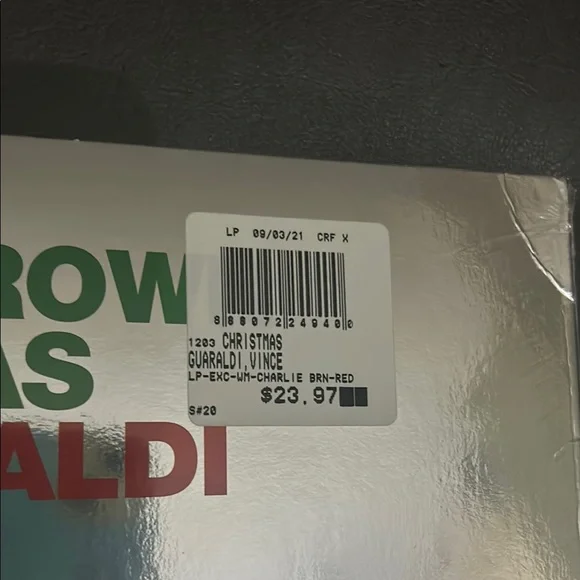 ROW
AS
ALDI
LP 09/03/21 CRF X
8 88072 24940 0
1203 CHRISTMAS
GUARALDI,VINCE
LP-EXC-WM-CHARLIE BRN-RED
$23.97
S#20